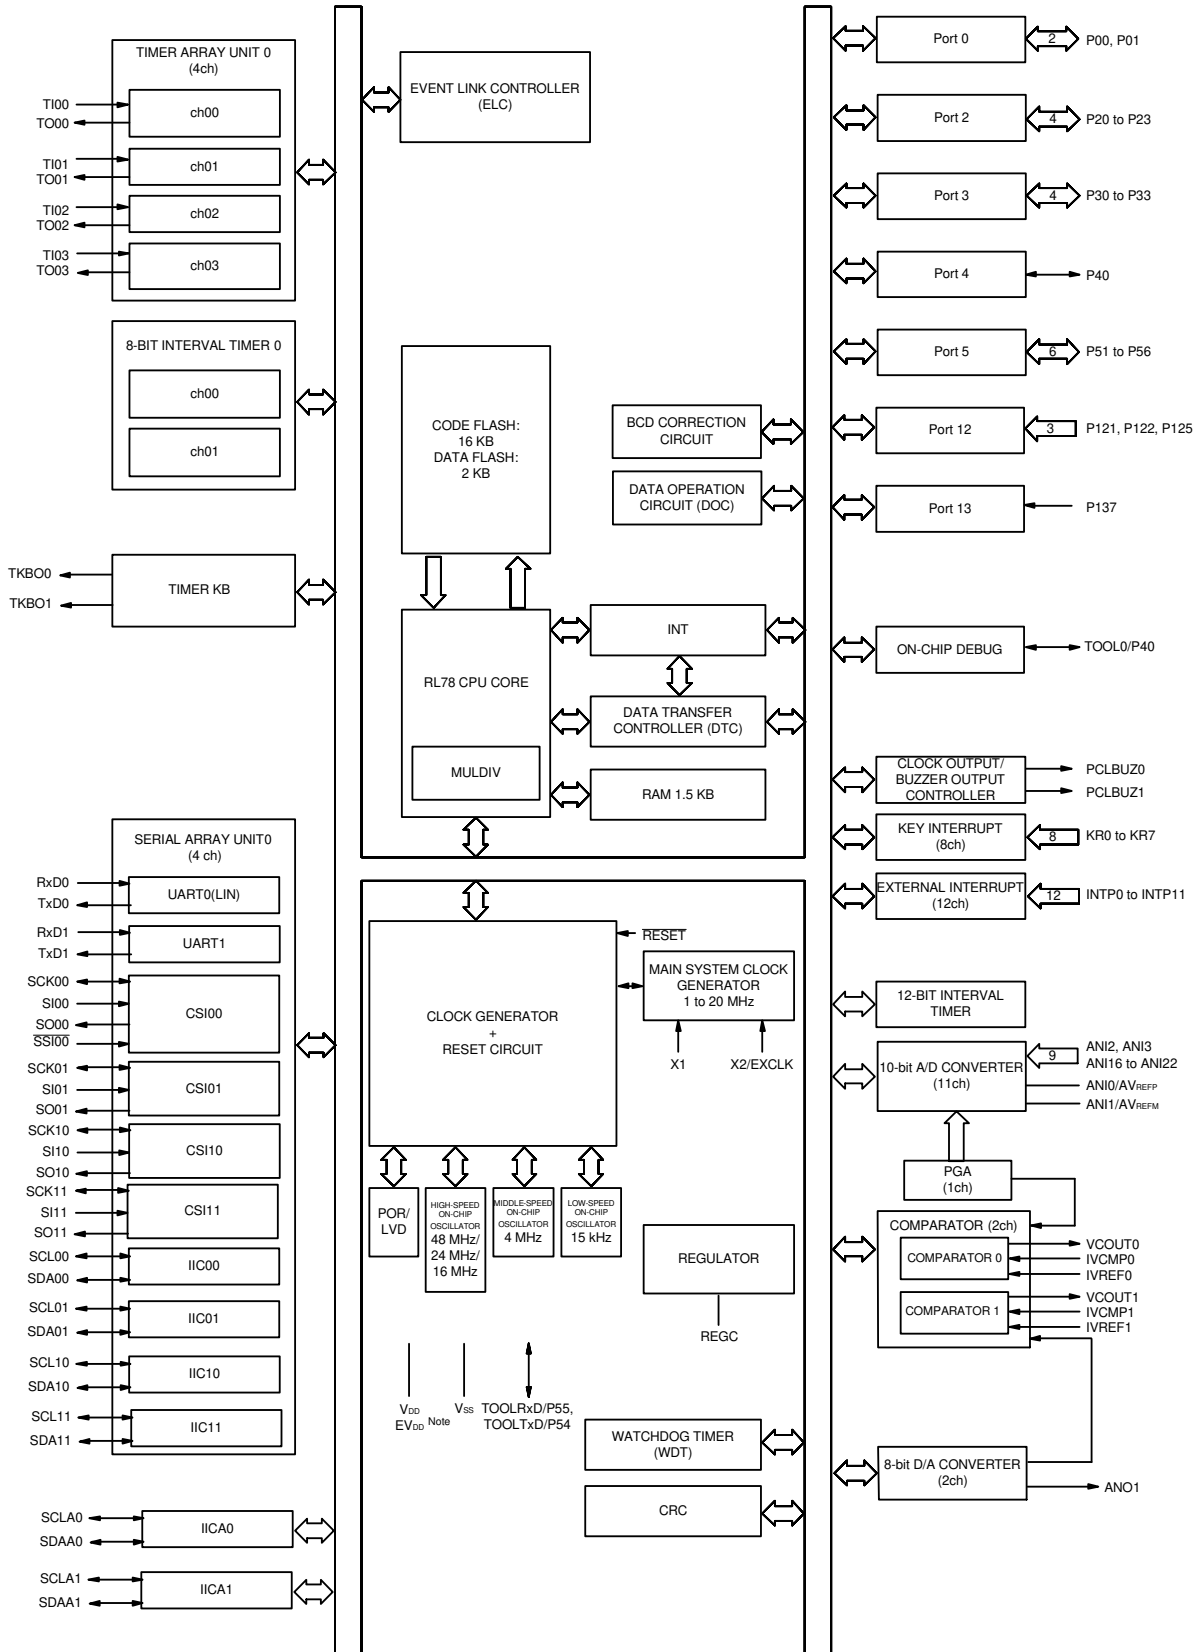 TIMER ARRAY UNIT 0
(4ch)
TI00
TO00
ch00
TI01
TO01
ch01
TI02
TO02
ch02
TI03
TO03
ch03
8-BIT INTERVAL TIMER 0
ch00
ch01
TKBO0
TKBO1
TIMER KB
SERIAL ARRAY UNIT0
(4 ch)
RxD0
TxD0
UART0(LIN)
RxD1
TxD1
UART1
SCK00
SI00
SO00
SSI00
CSI00
SCK01
SI01
SO01
CSI01
SCK10
SI10
SO10
CSI10
SCK11
SI11
SO11
CSI11
SCL00
SDA00
IIC00
SCL01
SDA01
IIC01
SCL10
SDA10
IIC10
SCL11
SDA11
IIC11
SCLA0
SDAA0
IICA0
SCLA1
SDAA1
IICA1
EVENT LINK CONTROLLER
(ELC)
CODE FLASH:
16 KB
DATA FLASH:
2 KB
BCD CORRECTION
CIRCUIT
DATA OPERATION
CIRCUIT (DOC)
RL78 CPU CORE
MULDIV
INT
DATA TRANSFER
CONTROLLER (DTC)
RAM 1.5 KB
CLOCK GENERATOR
+
RESET CIRCUIT
RESET
MAIN SYSTEM CLOCK
GENERATOR
1 to 20 MHz
X1
X2/EXCLK
POR/
LVD
HIGH-SPEED
ON-CHIP
OSCILLATOR
48 MHz/
24 MHz/
16 MHz
MIDDLE-SPEED
ON-CHIP
OSCILLATOR
4 MHz
LOW-SPEED
ON-CHIP
OSCILLATOR
15 kHz
REGULATOR
REGC
VDD
EVDD Note
VSS
TOOLRxD/P55,
TOOLTxD/P54
WATCHDOG TIMER
(WDT)
CRC
Port 0
2
P00, P01
Port 2
4
P20 to P23
Port 3
4
P30 to P33
Port 4
P40
Port 5
6
P51 to P56
Port 12
3
P121, P122, P125
Port 13
P137
ON-CHIP DEBUG
TOOL0/P40
CLOCK OUTPUT/
BUZZER OUTPUT
CONTROLLER
PCLBUZ0
PCLBUZ1
KEY INTERRUPT
(8ch)
8
KR0 to KR7
EXTERNAL INTERRUPT
(12ch)
12
INTP0 to INTP11
12-BIT INTERVAL
TIMER
10-bit A/D CONVERTER
(11ch)
9
ANI2, ANI3
ANI16 to ANI22
ANI0/AVREFP
ANI1/AVREFM
PGA
(1ch)
COMPARATOR (2ch)
COMPARATOR 0
VCOUT0
IVCMP0
IVREF0
COMPARATOR 1
VCOUT1
IVCMP1
IVREF1
8-bit D/A CONVERTER
(2ch)
ANO1